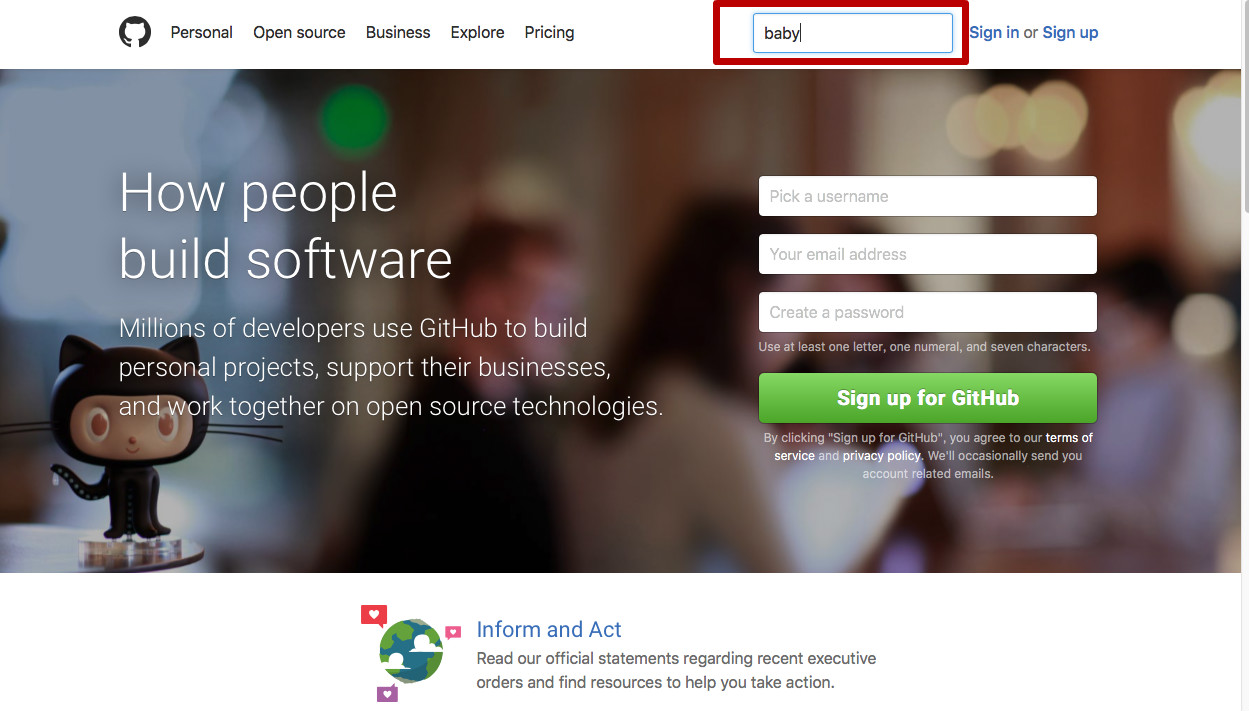 Personal Open source Business Explore Pricing baby Sign in or Sign up
How people
build software
Millions of developers use GitHub to build
personal projects, support their businesses,
and work together on open source technologies.
Pick a username
Your email address
Create a password
Use at least one letter, one numeral, and seven characters.
Sign up for GitHub
By clicking "Sign up for GitHub", you agree to our terms of
service and privacy policy. We'll occasionally send you
account related emails.
Inform and Act
Read our official statements regarding recent executive
orders and find resources to help you take action.